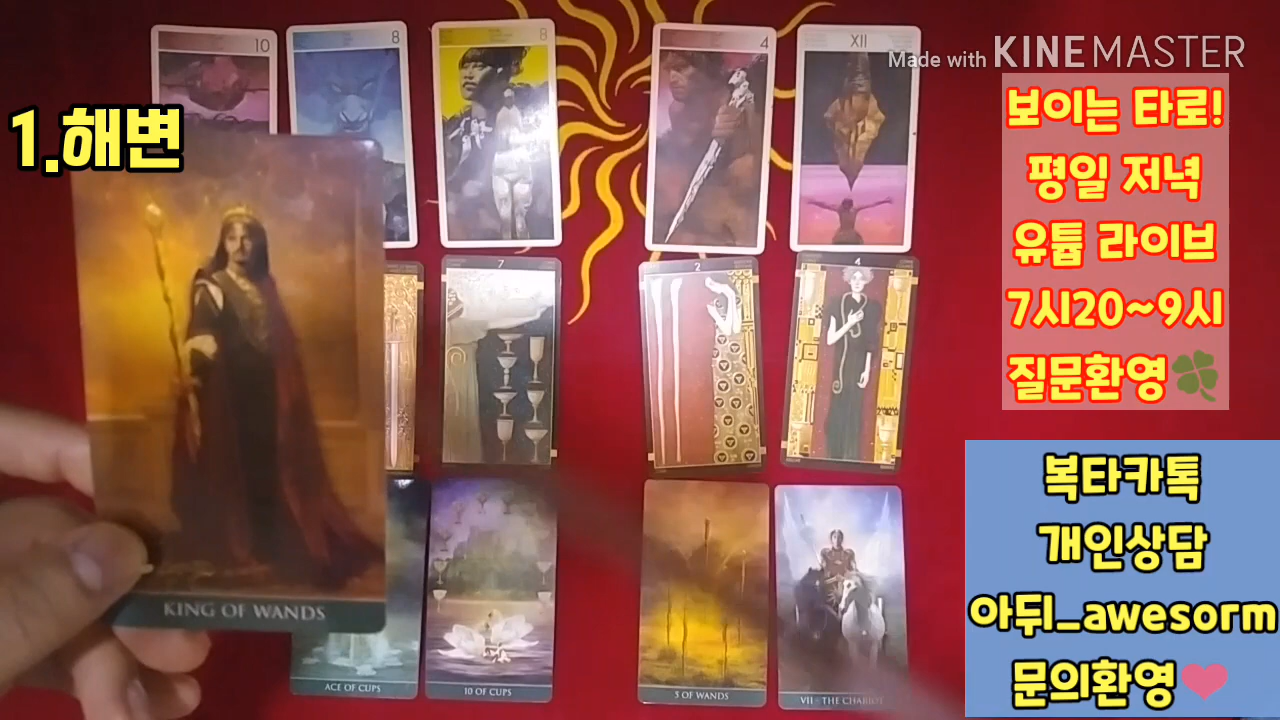 Made with KINEMASTER
1.해변
보이는 타로!
평일 저녁
유튭 라이브
7시20~9시
질문환영🍀
복타카톡
개인상담
아뒤_awesorm
문의환영❤
10
8
8
4
XII
7
2
4
KING OF WANDS
ACE OF CUPS
10 OF CUPS
5 OF WANDS
VII - THE CHARIOT